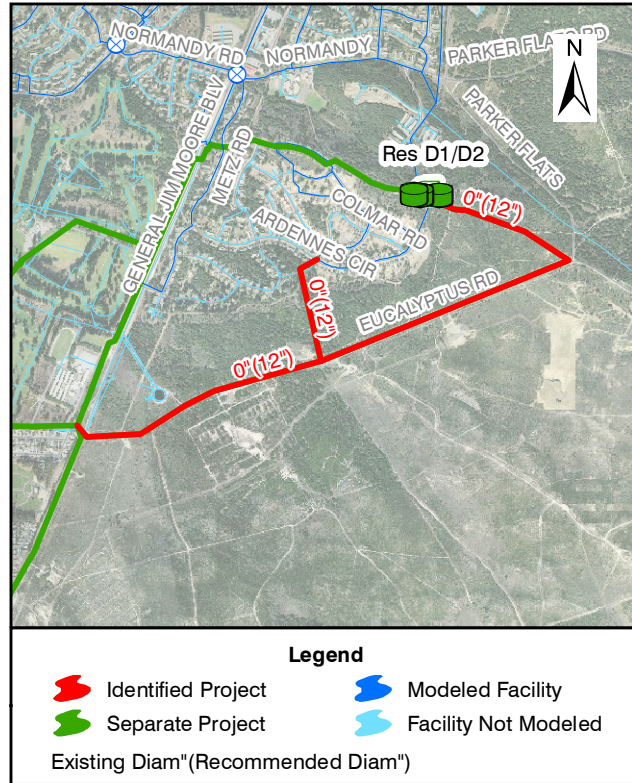 NORMANDY RD
NORMANDY
PARKER FLATS RD
N
PARKER FLATS
GENERAL JIM MOORE BLV
METZ RD
Res D1/D2
COLMAR RD
0"(12")
ARDENNES CIR
EUCALYPTUS RD
0"(12")
0"(12")
Legend
Identified Project
Modeled Facility
Separate Project
Facility Not Modeled
Existing Diam"(Recommended Diam")